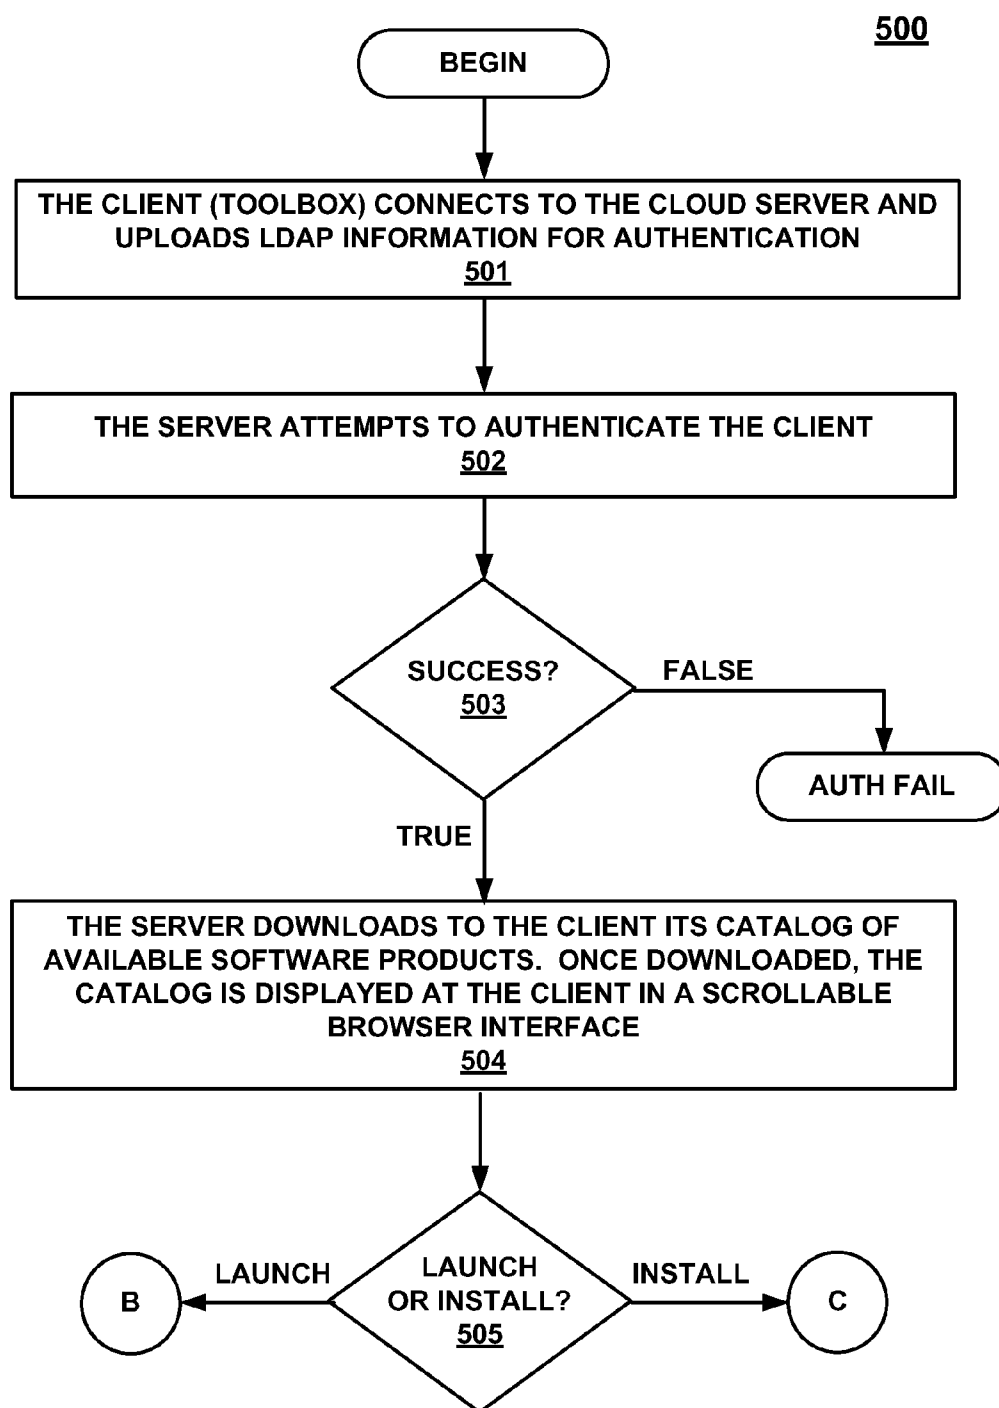 500
BEGIN
THE CLIENT (TOOLBOX) CONNECTS TO THE CLOUD SERVER AND
UPLOADS LDAP INFORMATION FOR AUTHENTICATION
501
THE SERVER ATTEMPTS TO AUTHENTICATE THE CLIENT
502
SUCCESS?
503
FALSE
AUTH FAIL
TRUE
THE SERVER DOWNLOADS TO THE CLIENT ITS CATALOG OF
AVAILABLE SOFTWARE PRODUCTS. ONCE DOWNLOADED, THE
CATALOG IS DISPLAYED AT THE CLIENT IN A SCROLLABLE
BROWSER INTERFACE
504
B
LAUNCH
LAUNCH
OR INSTALL?
505
INSTALL
C